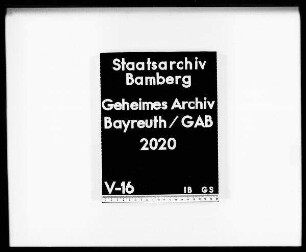 Staatsarchiv
Bamberg
Geheimes Archiv
Bayreuth / GAB
2020
V-16 IB GS